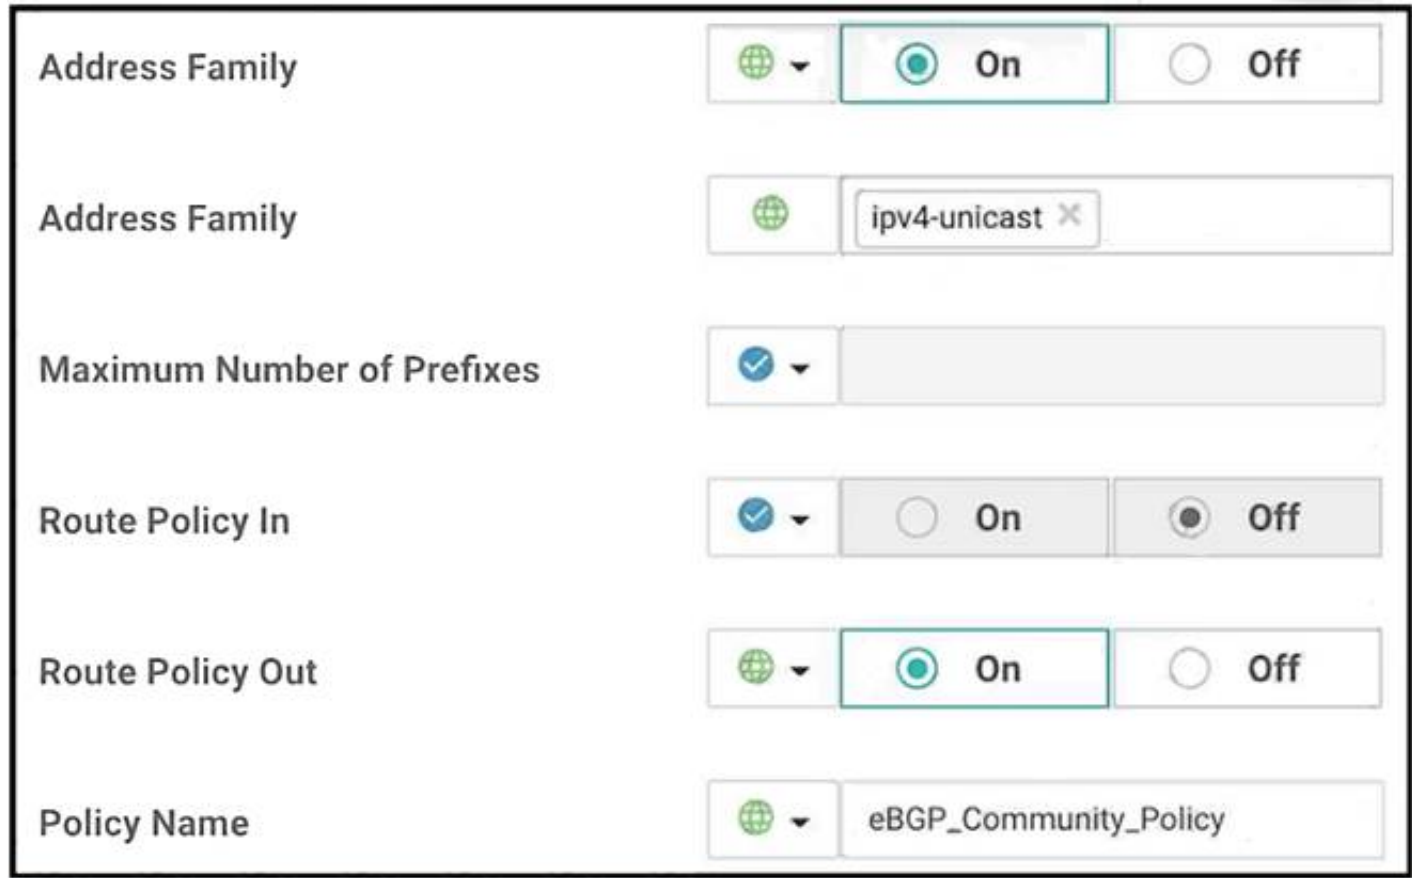 Address Family On Off
Address Family ipv4-unicast
Maximum Number of Prefixes
Route Policy In On Off
Route Policy Out On Off
Policy Name eBGP_Community_Policy